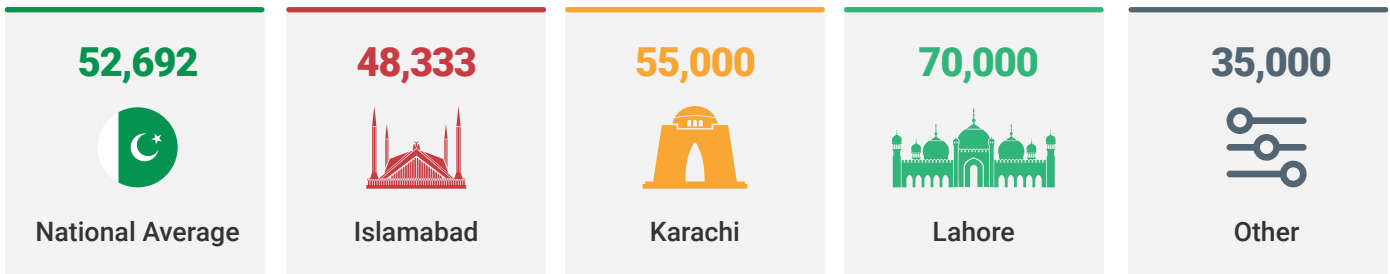 52,692
National Average
48,333
Islamabad
55,000
Karachi
70,000
Lahore
35,000
Other